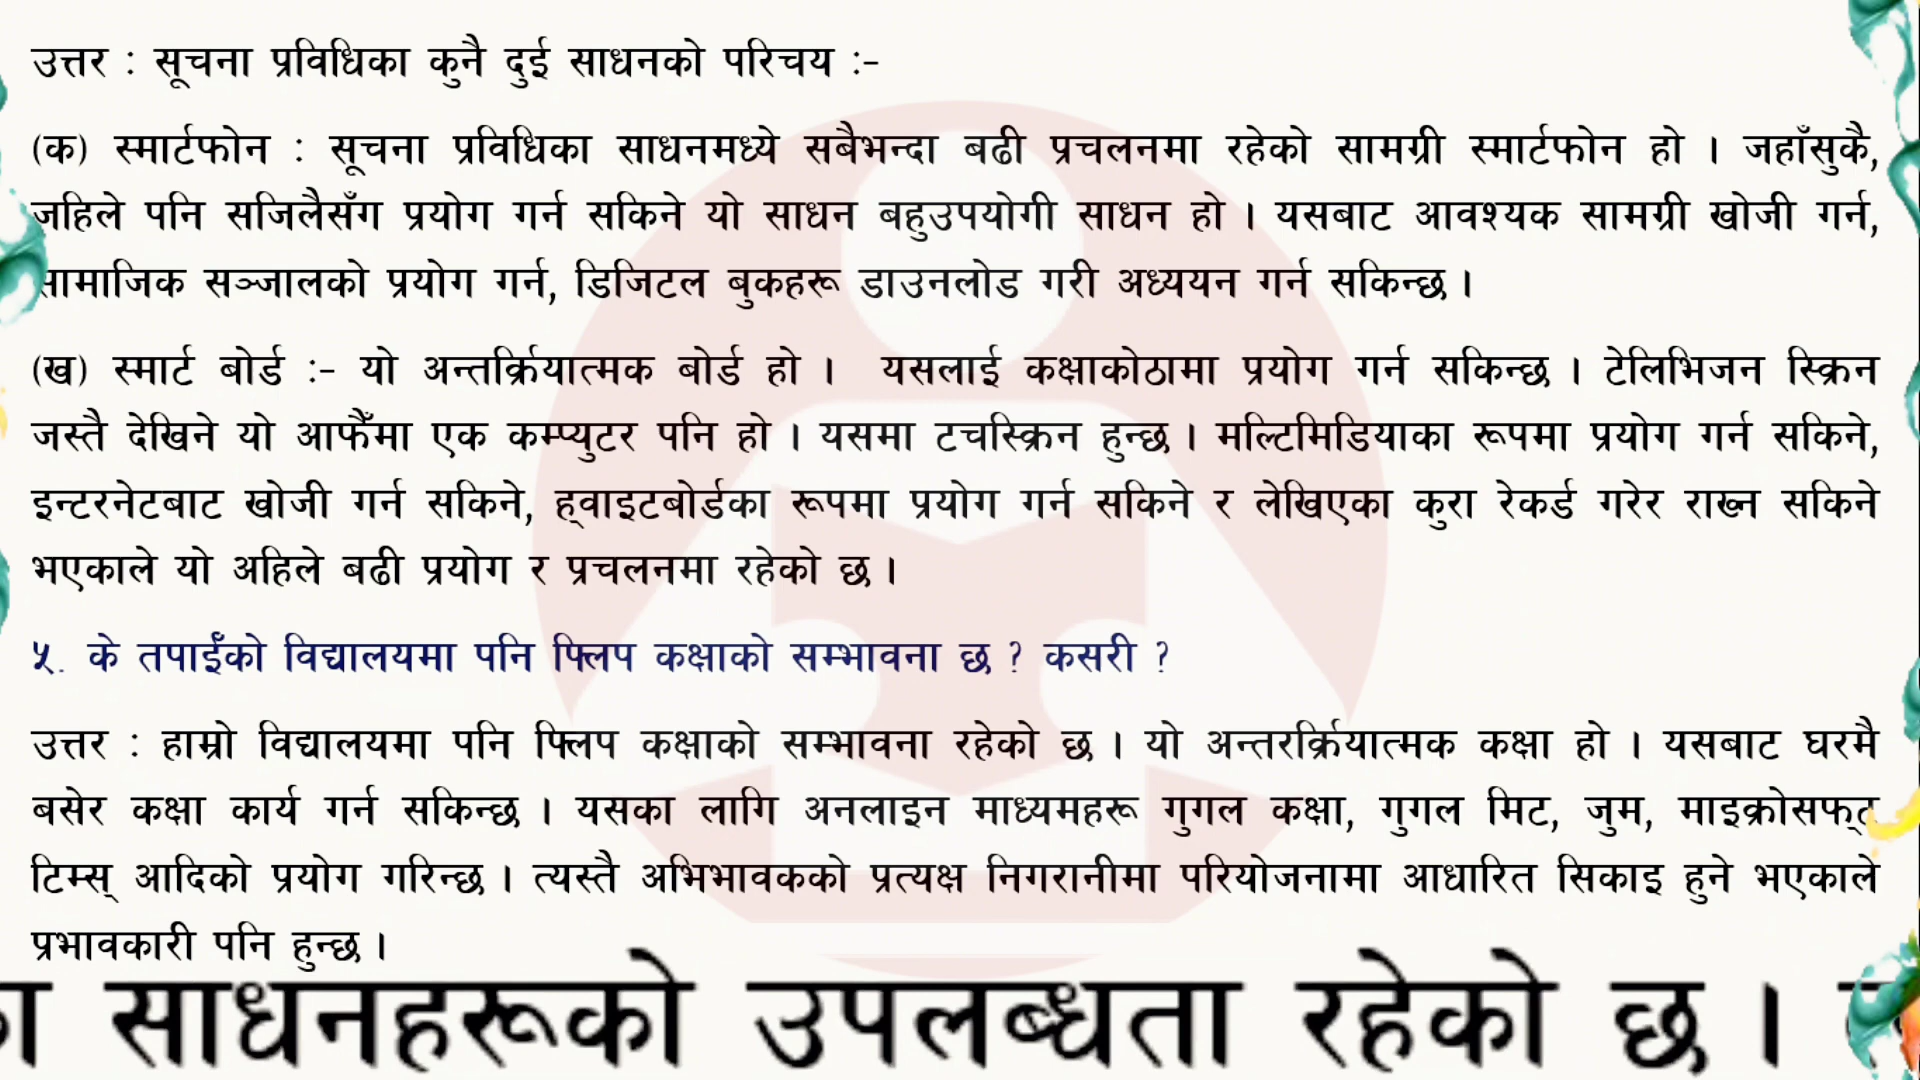 उत्तर : सूचना प्रविधिका कुनै दुई साधनको परिचय :-
(क) स्मार्टफोन : सूचना प्रविधिका साधनमध्ये सबैभन्दा बढी प्रचलनमा रहेको सामग्री स्मार्टफोन हो । जहाँसुकै,
जहिले पनि सजिलैसँग प्रयोग गर्न सकिने यो साधन बहुउपयोगी साधन हो । यसबाट आवश्यक सामग्री खोजी गर्न,
सामाजिक सञ्जालको प्रयोग गर्न, डिजिटल बुकहरू डाउनलोड गरी अध्ययन गर्न सकिन्छ ।
(ख) स्मार्ट बोर्ड :- यो अन्तर्क्रियात्मक बोर्ड हो । यसलाई कक्षाकोठामा प्रयोग गर्न सकिन्छ । टेलिभिजन स्क्रिन
जस्तै देखिने यो आफैँमा एक कम्प्युटर पनि हो । यसमा टचस्क्रिन हुन्छ । मल्टिमिडियाका रूपमा प्रयोग गर्न सकिने,
इन्टरनेटबाट खोजी गर्न सकिने, ह्वाइटबोर्डका रूपमा प्रयोग गर्न सकिने र लेखिएका कुरा रेकर्ड गरेर राख्न सकिने
भएकाले यो अहिले बढी प्रयोग र प्रचलनमा रहेको छ ।
५. के तपाईँको विद्यालयमा पनि फ्लिप कक्षाको सम्भावना छ ? कसरी ?
उत्तर : हाम्रो विद्यालयमा पनि फ्लिप कक्षाको सम्भावना रहेको छ । यो अन्तरर्क्रियात्मक कक्षा हो । यसबाट घरमै
बसेर कक्षा कार्य गर्न सकिन्छ । यसका लागि अनलाइन माध्यमहरू गुगल कक्षा, गुगल मिट, जुम, माइक्रोसफ्ट
टिम्स् आदिको प्रयोग गरिन्छ । त्यस्तै अभिभावकको प्रत्यक्ष निगरानीमा परियोजनामा आधारित सिकाइ हुने भएकाले
प्रभावकारी पनि हुन्छ ।
साधनहरूको उपलब्धता रहेको छ ।